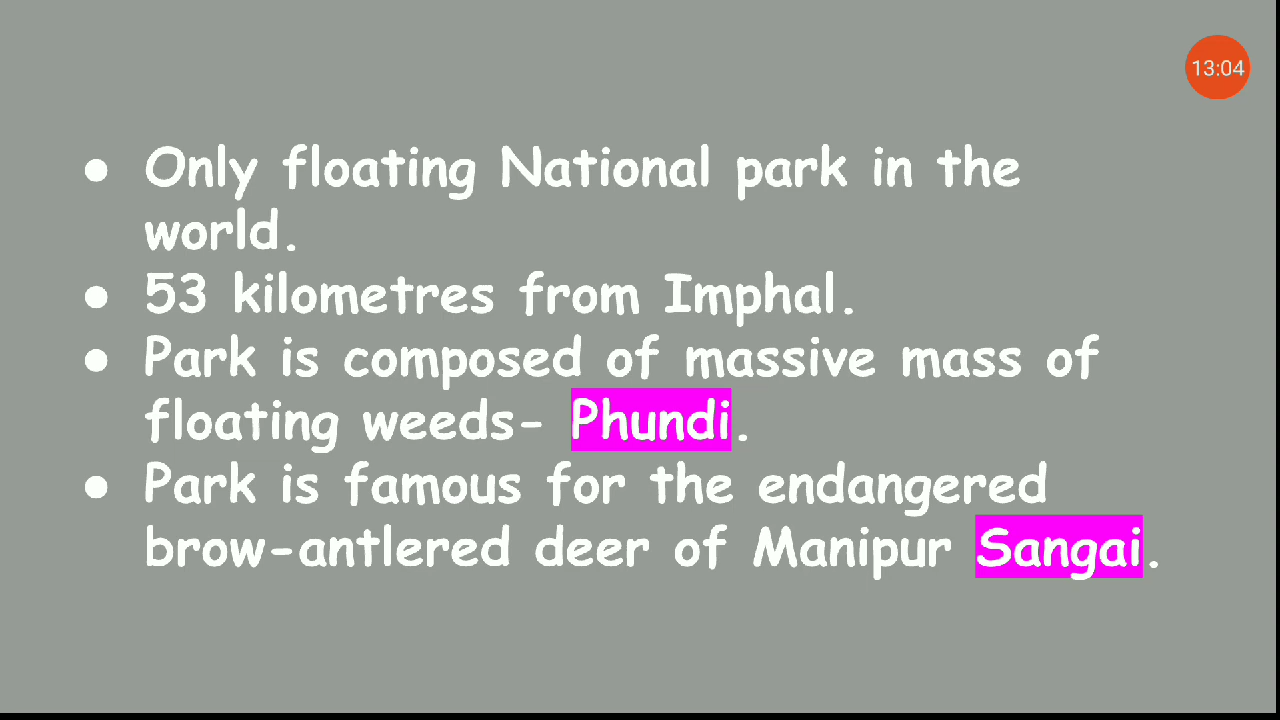 13:04
● Only floating National park in the
world.
● 53 kilometres from Imphal.
● Park is composed of massive mass of
floating weeds- Phundi.
● Park is famous for the endangered
brow-antlered deer of Manipur Sangai.